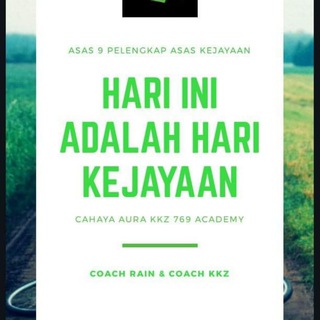 ASAS 9 PELENGKAP ASAS KEJAYAAN
HARI INI
ADALAH HARI
KEJAYAAN
CAHAYA AURA KKZ 769 ACADEMY
COACH RAIN & COACH KKZ